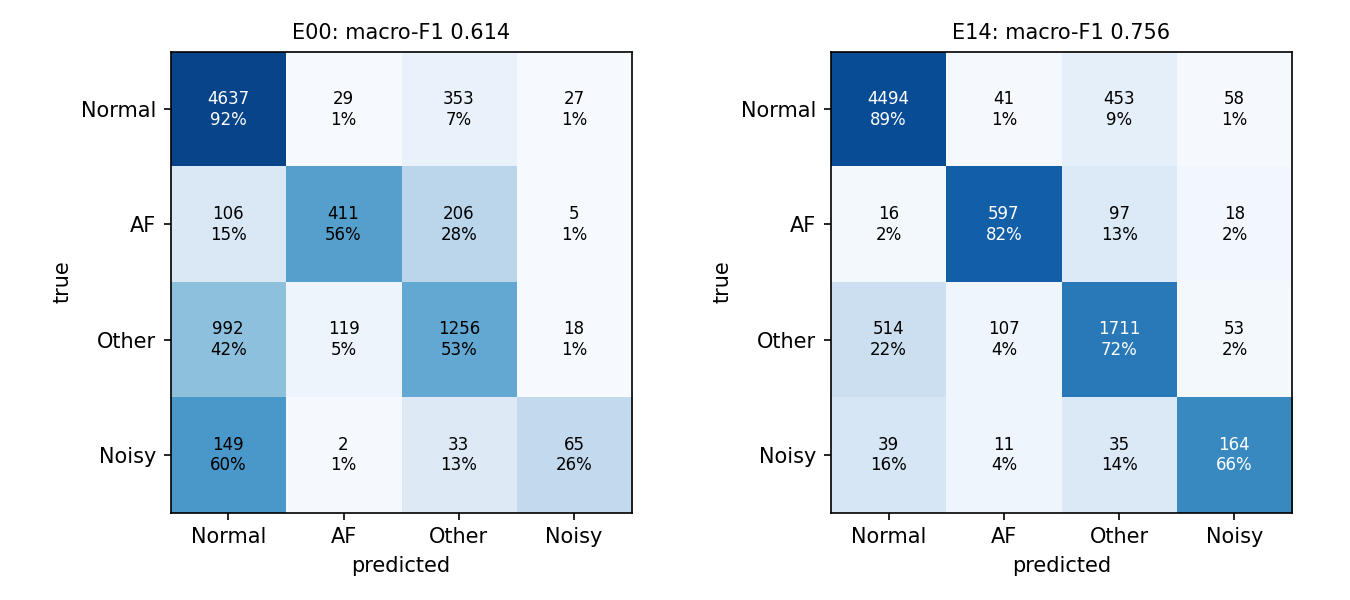 E00: macro-F1 0.614
true
Normal
4637 29 353 27
92% 1% 7% 1%
AF
106 411 206 5
15% 56% 28% 1%
Other
992 119 1256 18
42% 5% 53% 1%
Noisy
149 2 33 65
60% 1% 13% 26%
Normal AF Other Noisy
predicted
E14: macro-F1 0.756
true
Normal
4494 41 453 58
89% 1% 9% 1%
AF
16 597 97 18
2% 82% 13% 2%
Other
514 107 1711 53
22% 4% 72% 2%
Noisy
39 11 35 164
16% 4% 14% 66%
Normal AF Other Noisy
predicted